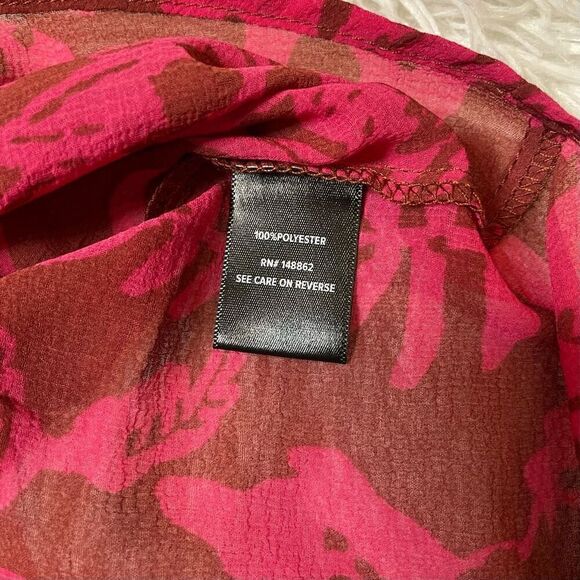 100%POLYESTER
RN# 148862
SEE CARE ON REVERSE